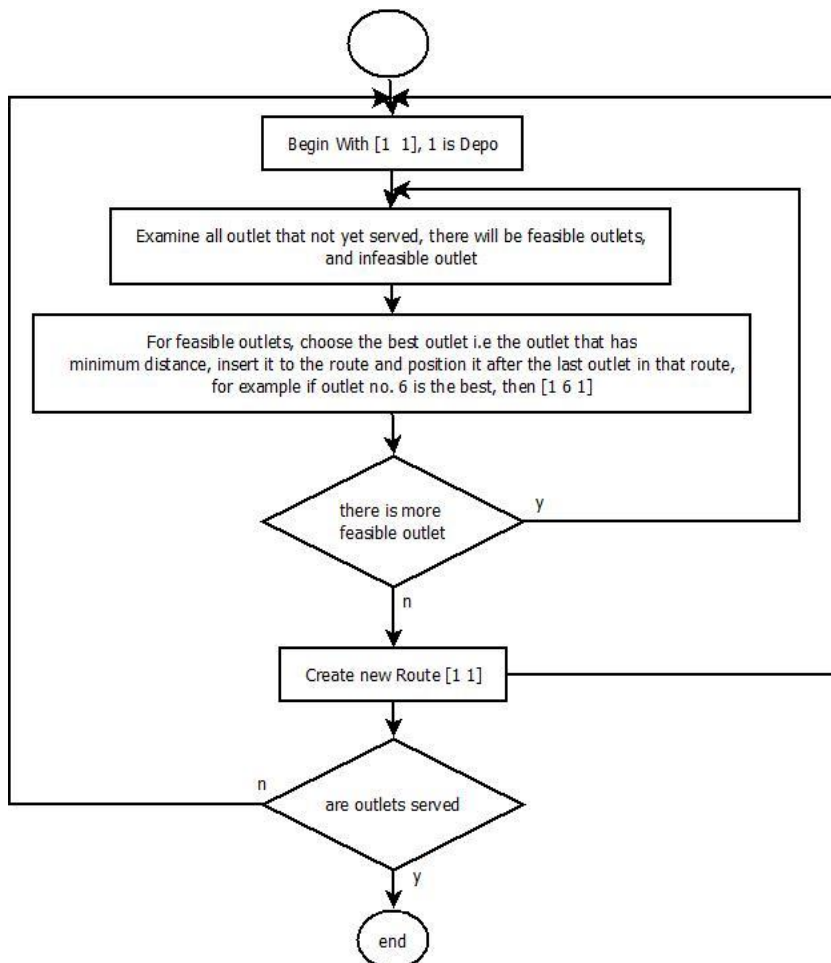 Begin With [1  1], 1 is Depo
Examine all outlet that not yet served, there will be feasible outlets,
and infeasible outlet
For feasible outlets, choose the best outlet i.e the outlet that has
minimum distance, insert it to the route and position it after the last outlet in that route,
for example if outlet no. 6 is the best, then [1 6 1]
there is more
feasible outlet
y
n
Create new Route [1 1]
n
are outlets served
y
end